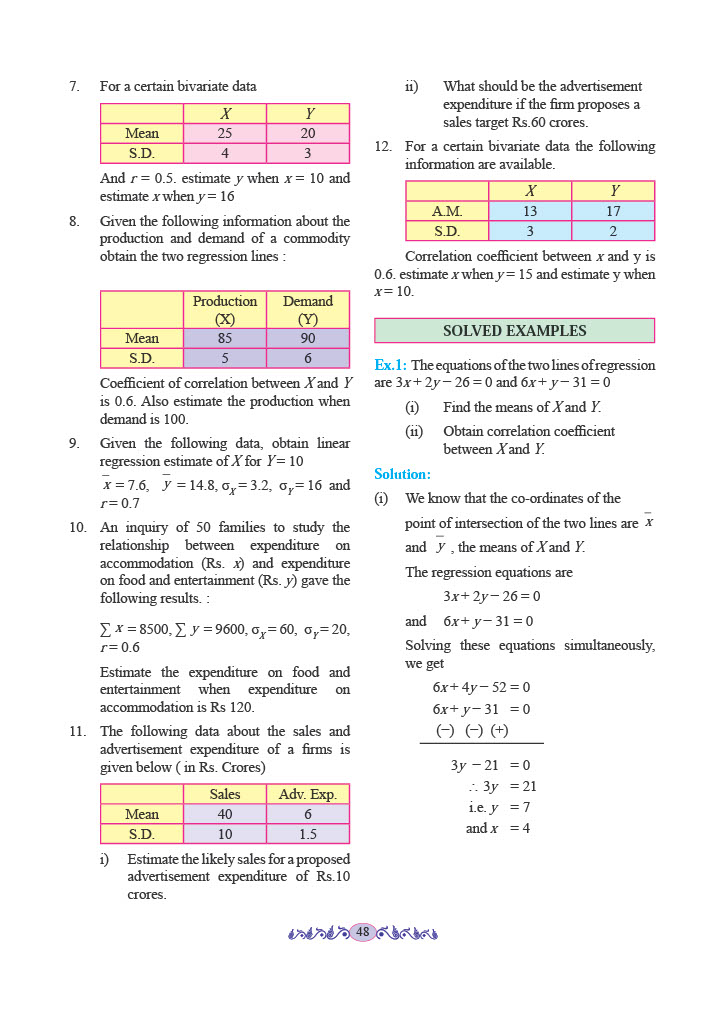 7. For a certain bivariate data
X Y
Mean 25 20
S.D. 4 3
And r = 0.5. estimate y when x = 10 and
estimate x when y = 16
8. Given the following information about the
production and demand of a commodity
obtain the two regression lines :
Production (X) Demand (Y)
Mean 85 90
S.D. 5 6
Coefficient of correlation between X and Y
is 0.6. Also estimate the production when
demand is 100.
9. Given the following data, obtain linear
regression estimate of X for Y = 10
x̅ = 7.6, y̅ = 14.8, σX = 3.2, σY = 16 and
r = 0.7
10. An inquiry of 50 families to study the
relationship between expenditure on
accommodation (Rs. x) and expenditure
on food and entertainment (Rs. y) gave the
following results. :
∑ x = 8500, ∑ y = 9600, σX = 60, σY = 20,
r = 0.6
Estimate the expenditure on food and
entertainment when expenditure on
accommodation is Rs 120.
11. The following data about the sales and
advertisement expenditure of a firms is
given below ( in Rs. Crores)
Sales Adv. Exp.
Mean 40 6
S.D. 10 1.5
i) Estimate the likely sales for a proposed
advertisement expenditure of Rs.10
crores.
ii) What should be the advertisement
expenditure if the firm proposes a
sales target Rs.60 crores.
12. For a certain bivariate data the following
information are available.
X Y
A.M. 13 17
S.D. 3 2
Correlation coefficient between x and y is
0.6. estimate x when y = 15 and estimate y when
x = 10.
SOLVED EXAMPLES
Ex.1: The equations of the two lines of regression
are 3x + 2y − 26 = 0 and 6x + y − 31 = 0
(i) Find the means of X and Y.
(ii) Obtain correlation coefficient
between X and Y.
Solution:
(i) We know that the co-ordinates of the
point of intersection of the two lines are x̅
and y̅ , the means of X and Y.
The regression equations are
3x + 2y − 26 = 0
and 6x + y − 31 = 0
Solving these equations simultaneously,
we get
6x + 4y − 52 = 0
6x + y − 31 = 0
(−) (−) (+)
3y − 21 = 0
∴ 3y = 21
i.e. y = 7
and x = 4
48